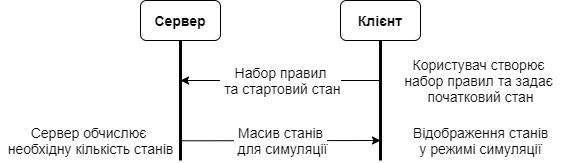 Сервер
Клієнт
Набор правил
та стартовий стан
Користувач створює
набор правил та задає
початковий стан
Сервер обчислює
необхідну кількість станів
Масив станів
для симуляції
Відображення станів
у режимі симуляції